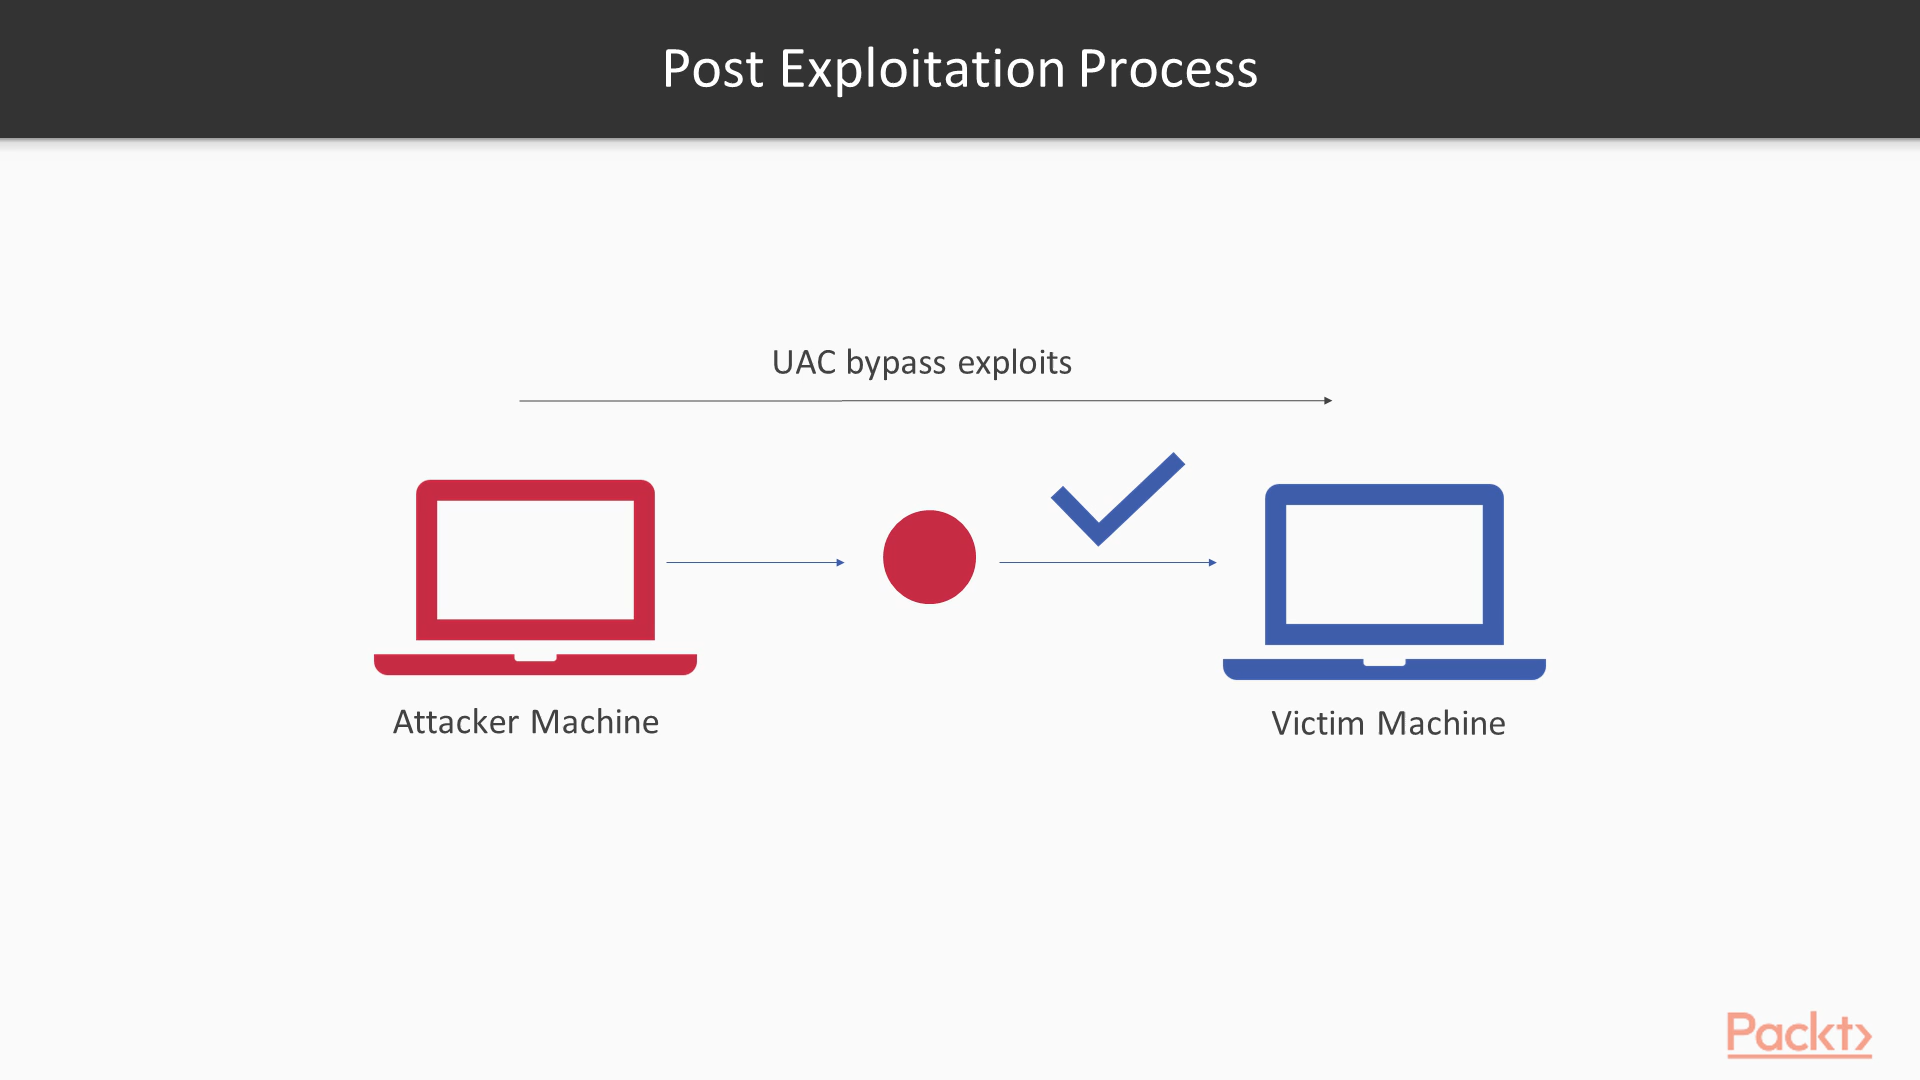 Post Exploitation Process
UAC bypass exploits
Attacker Machine
Victim Machine
Packt